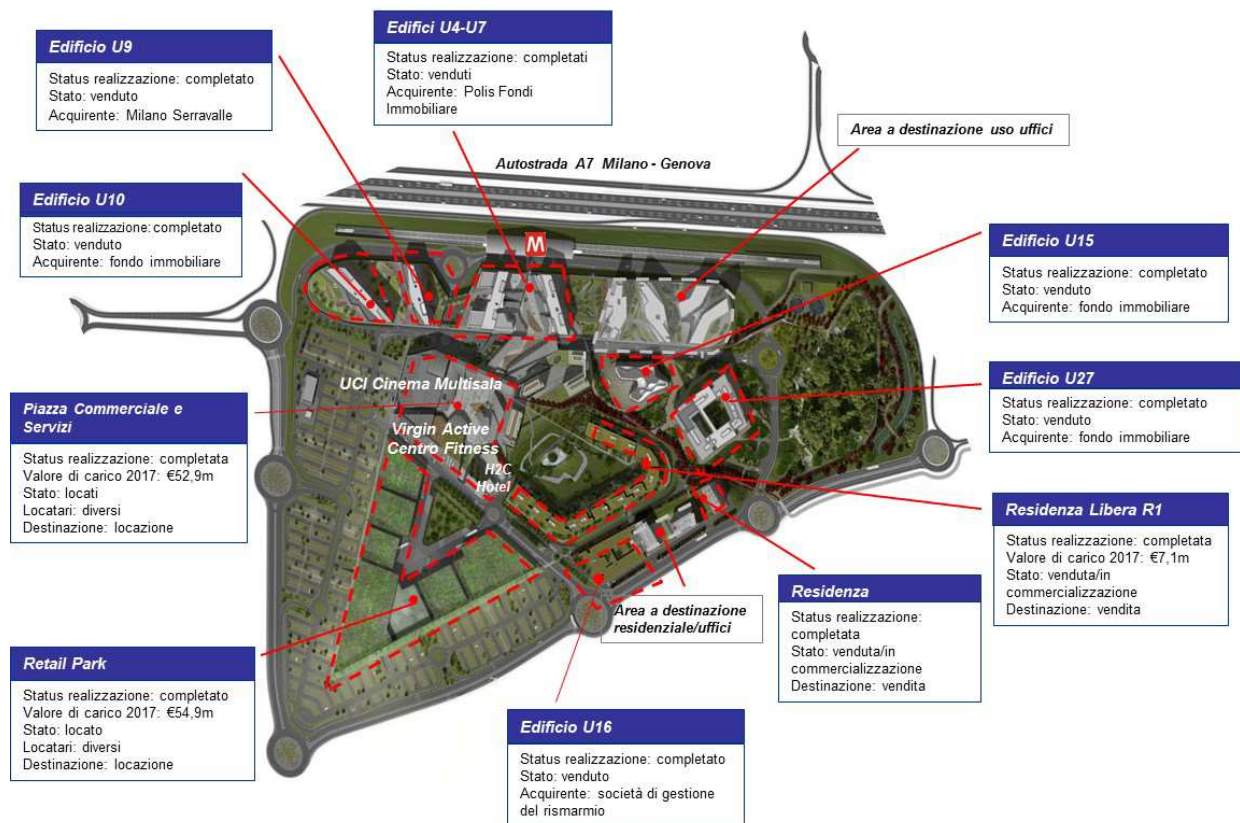 Edifici U4-U7
Status realizzazione: completati
Stato: venduti
Acquirente: Polis Fondi
Immobiliare
Edificio U9
Status realizzazione: completato
Stato: venduto
Acquirente: Milano Serravalle
Area a destinazione uso uffici
Autostrada A7 Milano - Genova
Edificio U10
Status realizzazione: completato
Stato: venduto
Acquirente: fondo immobiliare
M
Edificio U15
Status realizzazione: completato
Stato: venduto
Acquirente: fondo immobiliare
UCI Cinema Multisala
Edificio U27
Status realizzazione: completato
Stato: venduto
Acquirente: fondo immobiliare
Piazza Commerciale e
Servizi
Status realizzazione: completata
Valore di carico 2017: €52,9m
Stato: locati
Locatari: diversi
Destinazione: locazione
Virgin Active
Centro Fitness
H2C
Hotel
Residenza Libera R1
Status realizzazione: completata
Valore di carico 2017: €7,1m
Stato: venduta/in
commercializzazione
Destinazione: vendita
Residenza
Status realizzazione:
completata
Stato: venduta/in
commercializzazione
Destinazione: vendita
Area a destinazione
residenziale/uffici
Retail Park
Status realizzazione: completato
Valore di carico 2017: €54,9m
Stato: locato
Locatari: diversi
Destinazione: locazione
Edificio U16
Status realizzazione: completato
Stato: venduto
Acquirente: società di gestione
del rismarmio